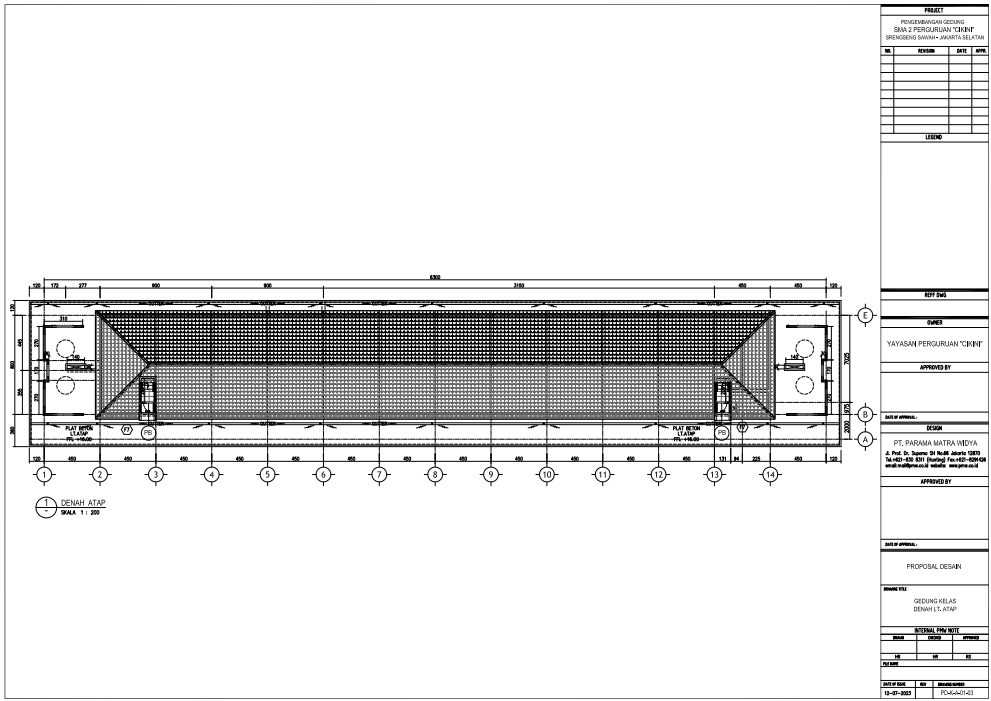 6300
120 172 277 900 900 3150 450 450 120
GUTTER GUTTER GUTTER GUTTER
310
140
140
120
445
800
355
360
270
170
270
270
170
270
7025
975
2000
E
B
A
PLAT BETON
LT.ATAP
FFL +16.00
F7
PB
PLAT BETON
LT.ATAP
FFL +16.00
PB
F7
GUTTER GUTTER GUTTER GUTTER
120 450 450 450 450 450 450 450 450 450 450 450 450 131 94 225 450 120
1 2 3 4 5 6 7 8 9 10 11 12 13 14
1
-
DENAH ATAP
SKALA 1 : 200
PROJECT
PENGEMBANGAN GEDUNG
SMA 2 PERGURUAN "CIKINI"
SRENGSENG SAWAH - JAKARTA SELATAN
NO. REVISION DATE APPR.
LEGEND
REFF DWG
OWNER
YAYASAN PERGURUAN "CIKINI"
APPROVED BY
DATE OF APPROVAL :
DESIGN
PT. PARAMA MATRA WIDYA
Jl. Prof. Dr. Supomo SH No.66 Jakarta 12870
Tel.+621-830 8311 (Hunting) Fax.+621-8291426
email:mail@pmw.co.id website: www.pmw.co.id
APPROVED BY
DATE OF APPROVAL :
PROPOSAL DESAIN
DRAWING TITLE
GEDUNG KELAS
DENAH LT. ATAP
INTERNAL PMW NOTE
DRAWN CHECKED APPROVED
HR HR RS
FILE NAME
DATE OF ISSUE REV DRAWING NUMBER
12-07-2023 PD-K-A-01-03